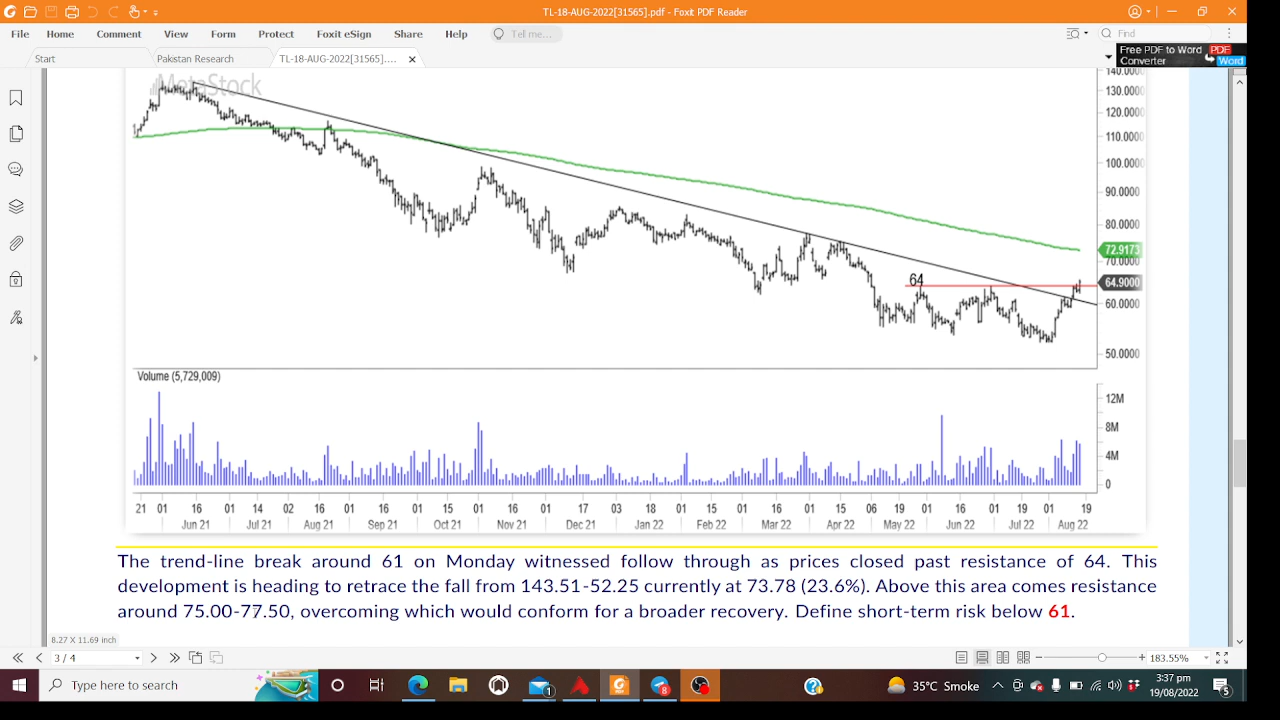 TL-18-AUG-2022[31565].pdf - Foxit PDF Reader
File Home Comment View Form Protect Foxit eSign Share Help Tell me... Find
Start Pakistan Research TL-18-AUG-2022[31565].... ×
Free PDF to Word PDF
Converter Word
MetaStock
140.0000
130.0000
120.0000
110.0000
100.0000
90.0000
80.0000
72.9173
70.0000
64 64.9000
60.0000
50.0000
Volume (5,729,009)
12M
8M
4M
0
21 01 16 01 14 02 16 01 16 01 15 01 16 01 17 03 18 01 15 01 16 01 15 06 19 01 16 01 19 01 19
Jun 21 Jul 21 Aug 21 Sep 21 Oct 21 Nov 21 Dec 21 Jan 22 Feb 22 Mar 22 Apr 22 May 22 Jun 22 Jul 22 Aug 22
The trend-line break around 61 on Monday witnessed follow through as prices closed past resistance of 64. This
development is heading to retrace the fall from 143.51-52.25 currently at 73.78 (23.6%). Above this area comes resistance
around 75.00-77.50, overcoming which would conform for a broader recovery. Define short-term risk below 61.
8.27 X 11.69 inch
3 / 4 183.55%
Type here to search 1 8 35°C Smoke 3:37 pm
19/08/2022 5